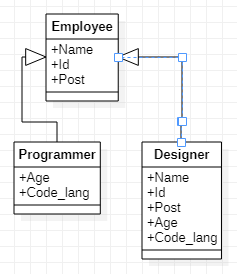 Employee
+Name
+Id
+Post
Programmer
+Age
+Code_lang
Designer
+Name
+Id
+Post
+Age
+Code_lang